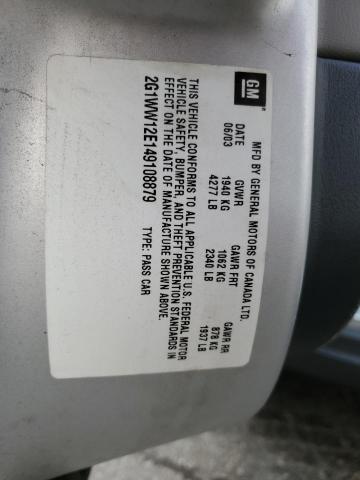 GM
MFD BY GENERAL MOTORS OF CANADA LTD.
DATE GVWR GAWR FRT GAWR RR
06/03 1940 KG 1062 KG 878 KG
4277 LB 2340 LB 1937 LB
THIS VEHICLE CONFORMS TO ALL APPLICABLE U.S. FEDERAL MOTOR
VEHICLE SAFETY, BUMPER, AND THEFT PREVENTION STANDARDS IN
EFFECT ON THE DATE OF MANUFACTURE SHOWN ABOVE.
2G1WW12E149108879 TYPE: PASS CAR